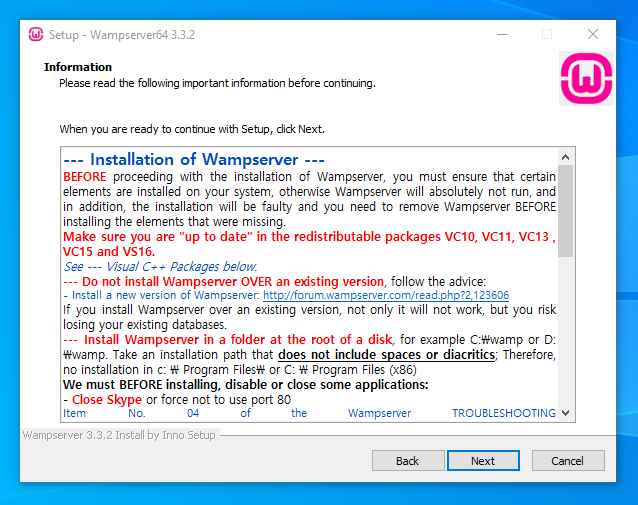 Setup - Wampserver64 3.3.2
Information
Please read the following important information before continuing.
When you are ready to continue with Setup, click Next.
--- Installation of Wampserver ---
BEFORE proceeding with the installation of Wampserver, you must ensure that certain
elements are installed on your system, otherwise Wampserver will absolutely not run, and
in addition, the installation will be faulty and you need to remove Wampserver BEFORE
installing the elements that were missing.
Make sure you are "up to date" in the redistributable packages VC10, VC11, VC13 ,
VC15 and VS16.
See --- Visual C++ Packages below.
--- Do not install Wampserver OVER an existing version, follow the advice:
- Install a new version of Wampserver: http://forum.wampserver.com/read.php?2,123606
If you install Wampserver over an existing version, not only it will not work, but you risk
losing your existing databases.
--- Install Wampserver in a folder at the root of a disk, for example C:₩wamp or D:
₩wamp. Take an installation path that does not include spaces or diacritics; Therefore,
no installation in c: ₩ Program Files₩ or C: ₩ Program Files (x86)
We must BEFORE installing, disable or close some applications:
- Close Skype or force not to use port 80
Item No. 04 of the Wampserver TROUBLESHOOTING
Wampserver 3.3.2 Install by Inno Setup
Back
Next
Cancel